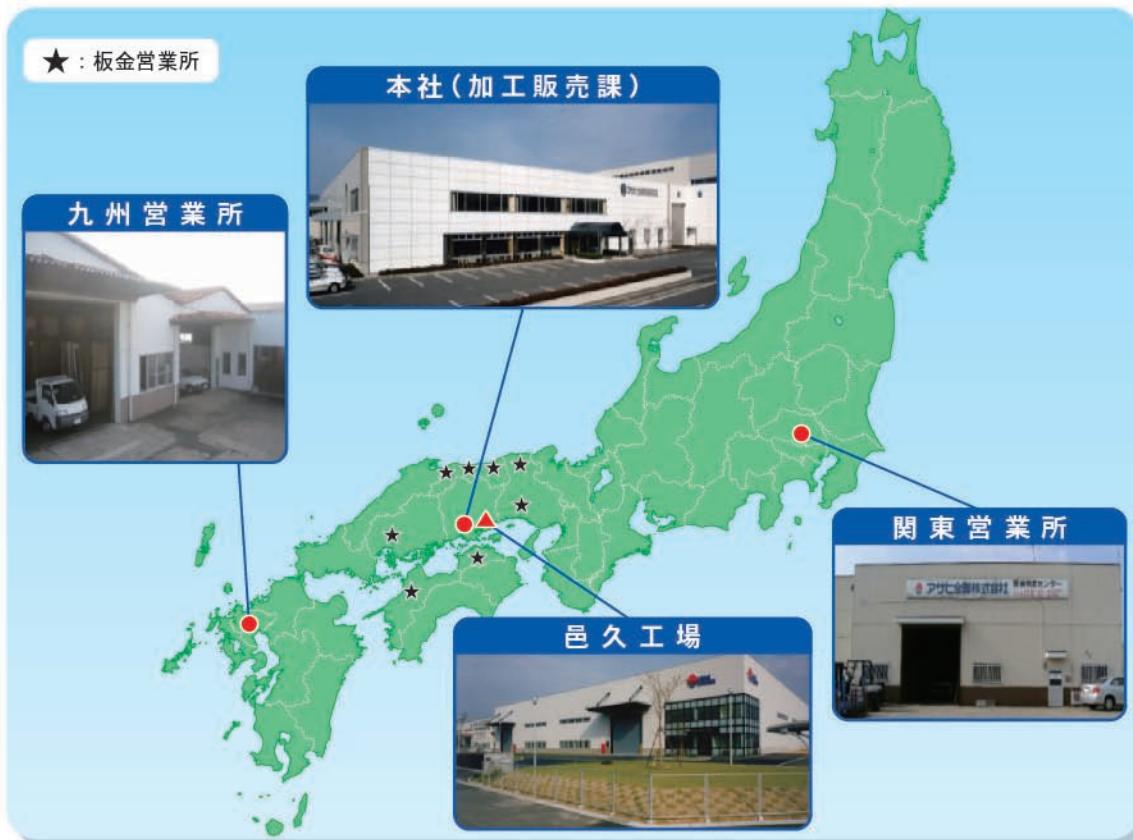 ★：板金営業所
本社(加工販売課)
九州営業所
関東営業所
アサヒ金属株式会社
邑久工場